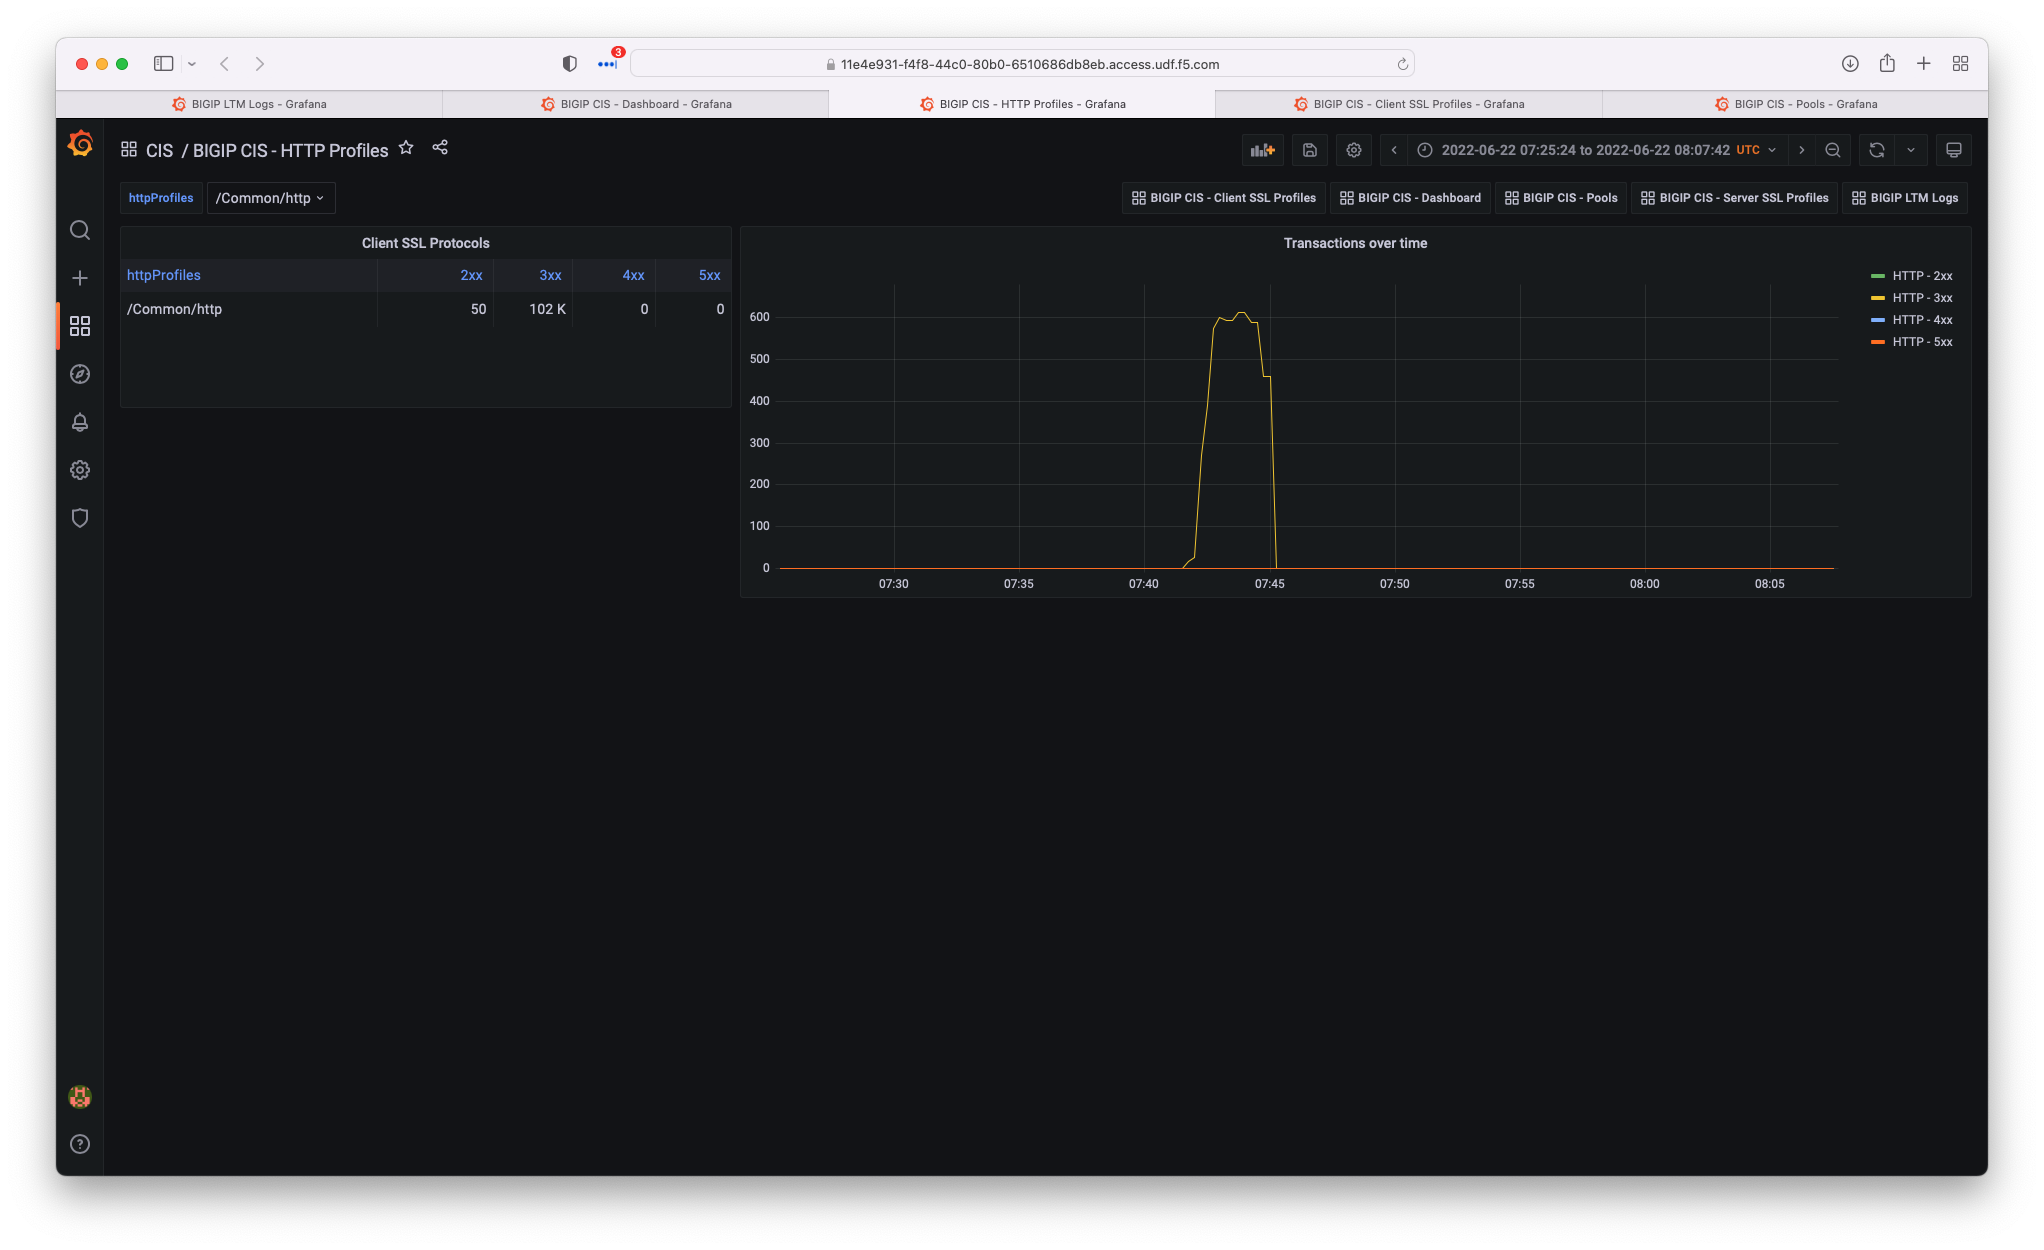 3
11e4e931-f4f8-44c0-80b0-6510686db8eb.access.udf.f5.com
BIGIP LTM Logs - Grafana
BIGIP CIS - Dashboard - Grafana
BIGIP CIS - HTTP Profiles - Grafana
BIGIP CIS - Client SSL Profiles - Grafana
BIGIP CIS - Pools - Grafana
CIS / BIGIP CIS - HTTP Profiles
2022-06-22 07:25:24 to 2022-06-22 08:07:42 UTC
httpProfiles /Common/http
BIGIP CIS - Client SSL Profiles
BIGIP CIS - Dashboard
BIGIP CIS - Pools
BIGIP CIS - Server SSL Profiles
BIGIP LTM Logs
Client SSL Protocols
httpProfiles 2xx 3xx 4xx 5xx
/Common/http 50 102 K 0 0
Transactions over time
600
500
400
300
200
100
0
07:30 07:35 07:40 07:45 07:50 07:55 08:00 08:05
HTTP - 2xx
HTTP - 3xx
HTTP - 4xx
HTTP - 5xx